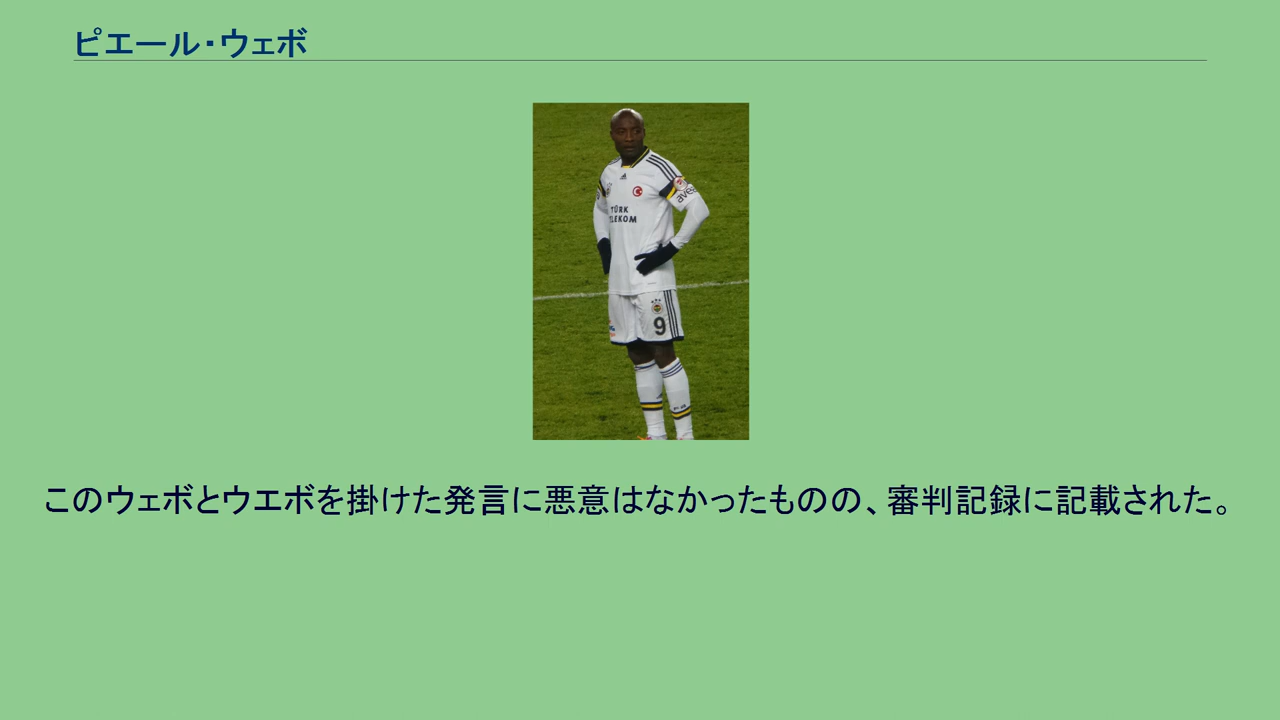 ピエール・ウェボ
TÜRK
TELEKOM
avea
9
このウェボとウエボを掛けた発言に悪意はなかったものの、審判記録に記載された。